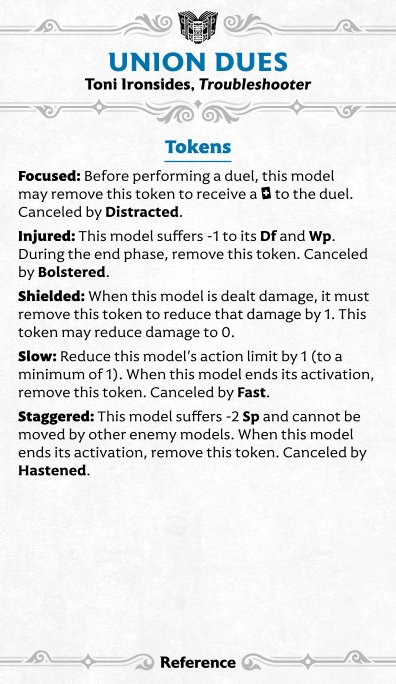 UNION DUES
Toni Ironsides, Troubleshooter
Tokens
Focused: Before performing a duel, this model
may remove this token to receive a + to the duel.
Canceled by Distracted.
Injured: This model suffers -1 to its Df and Wp.
During the end phase, remove this token. Canceled
by Bolstered.
Shielded: When this model is dealt damage, it must
remove this token to reduce that damage by 1. This
token may reduce damage to 0.
Slow: Reduce this model’s action limit by 1 (to a
minimum of 1). When this model ends its activation,
remove this token. Canceled by Fast.
Staggered: This model suffers -2 Sp and cannot be
moved by other enemy models. When this model
ends its activation, remove this token. Canceled by
Hastened.
Reference